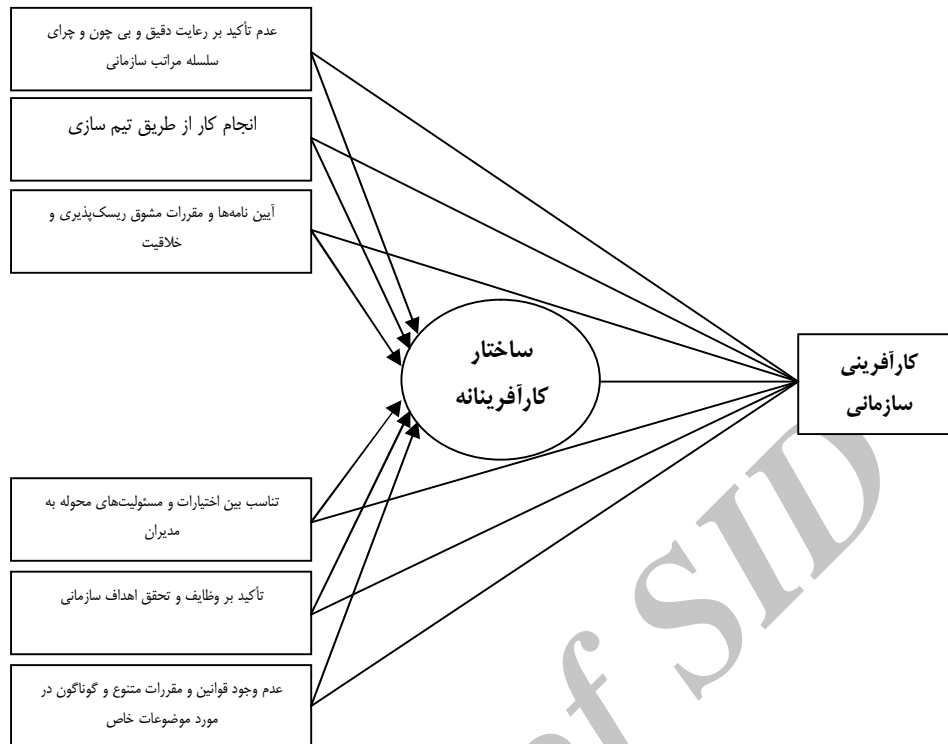 عدم تأکید بر رعایت دقیق و بی چون و چرای
سلسله مراتب سازمانی
انجام کار از طریق تیم سازی
آیین نامه‌ها و مقررات مشوق ریسک‌پذیری و
خلاقیت
ساختار
کارآفرینانه
کارآفرینی
سازمانی
تناسب بین اختیارات و مسئولیت‌های محوله به
مدیران
تأکید بر وظایف و تحقق اهداف سازمانی
عدم وجود قوانین و مقررات متنوع و گوناگون در
مورد موضوعات خاص
of SID